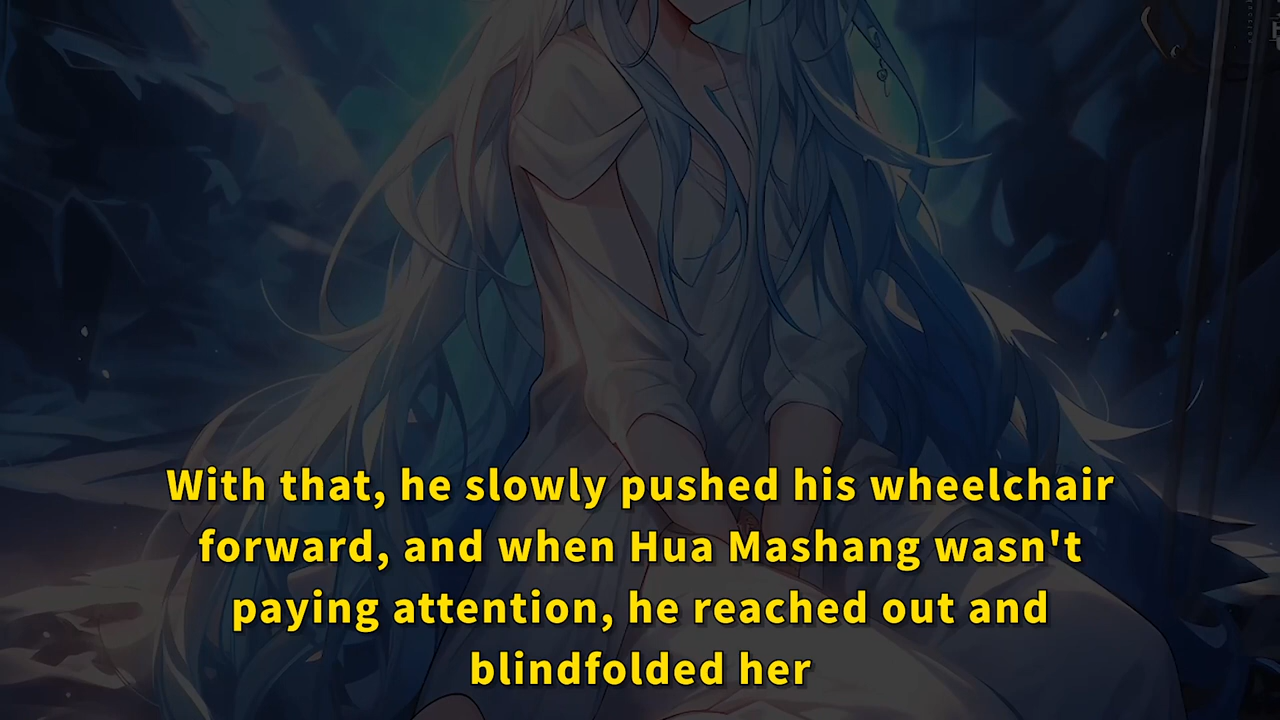 With that, he slowly pushed his wheelchair
forward, and when Hua Mashang wasn't
paying attention, he reached out and
blindfolded her